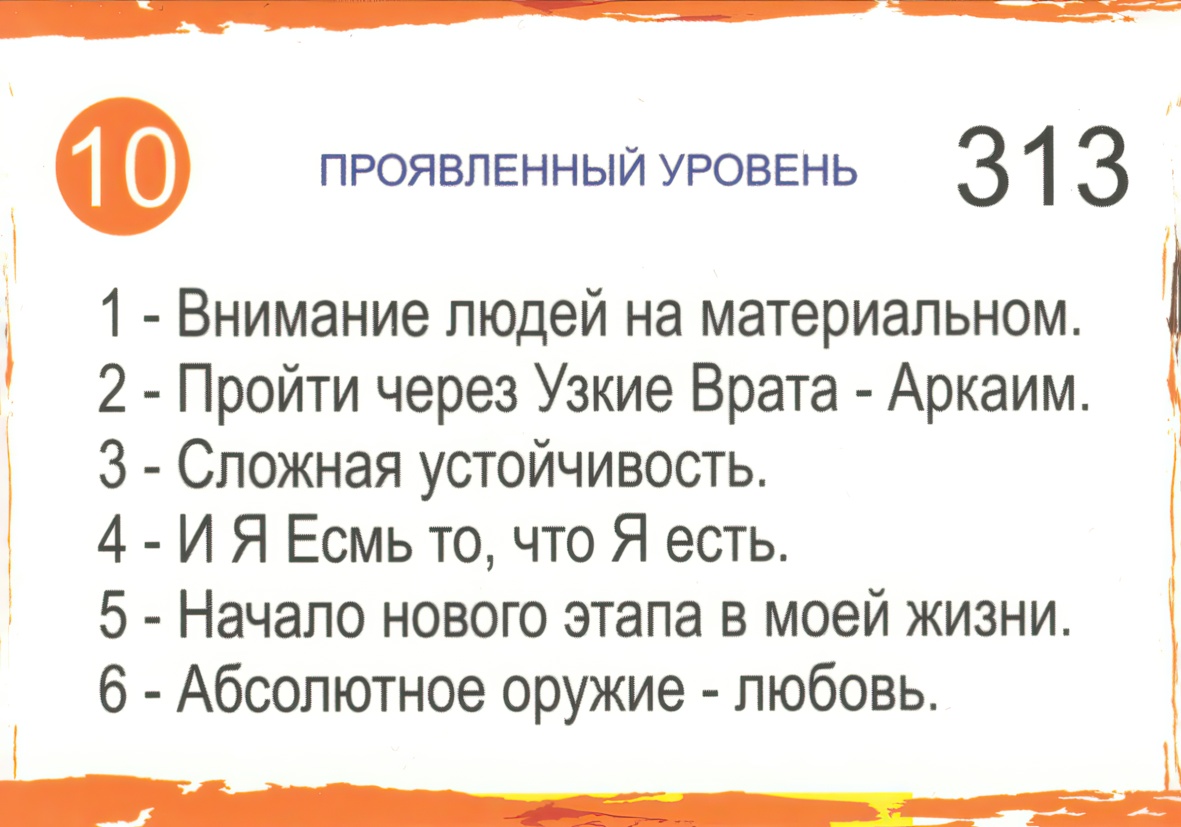 10 ПРОЯВЛЕННЫЙ УРОВЕНЬ 313
1 - Внимание людей на материальном.
2 - Пройти через Узкие Врата - Аркаим.
3 - Сложная устойчивость.
4 - И Я Есмь то, что Я есть.
5 - Начало нового этапа в моей жизни.
6 - Абсолютное оружие - любовь.